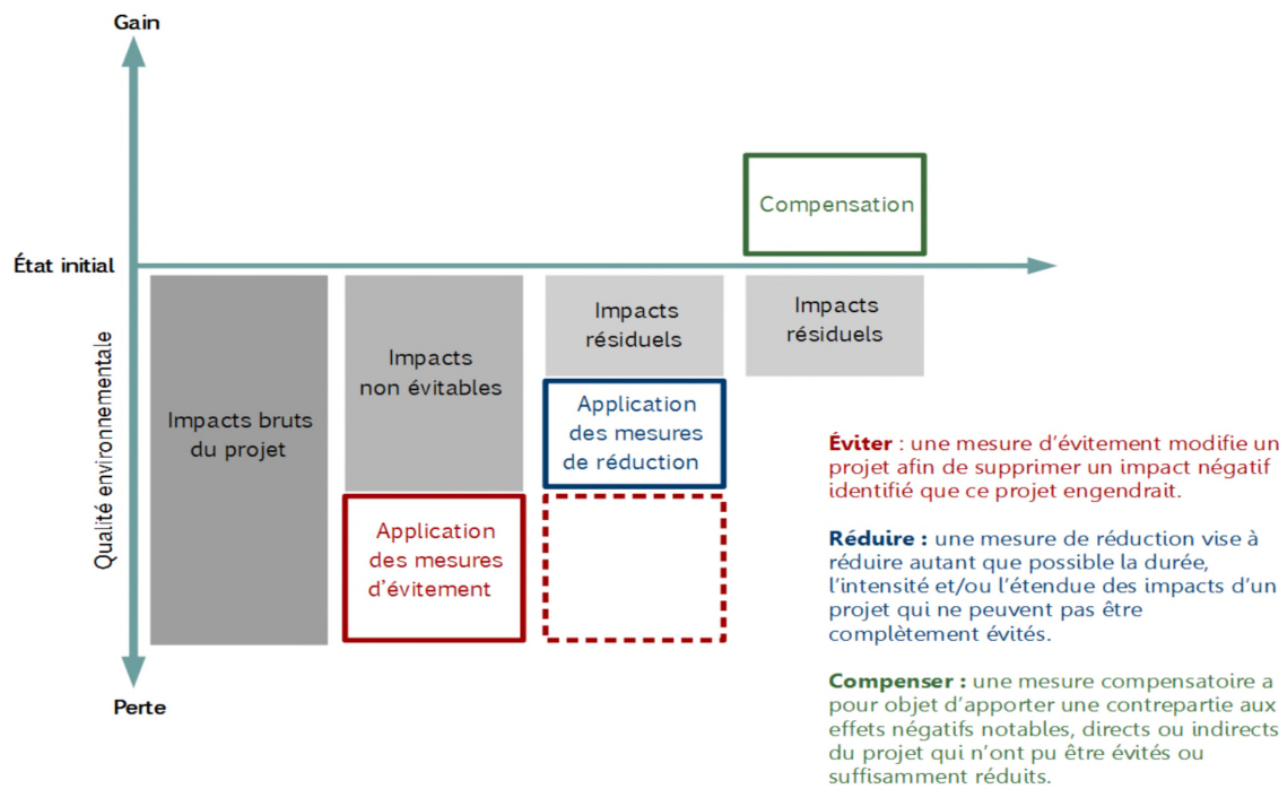 Gain
Compensation
État initial
Qualité environnementale
Impacts bruts
du projet
Impacts
non évitables
Application
des mesures
d'évitement
Impacts
résiduels
Application
des mesures
de réduction
Impacts
résiduels
Perte
Éviter : une mesure d'évitement modifie un
projet afin de supprimer un impact négatif
identifié que ce projet engendrait.
Réduire : une mesure de réduction vise à
réduire autant que possible la durée,
l'intensité et/ou l'étendue des impacts d'un
projet qui ne peuvent pas être
complètement évités.
Compenser : une mesure compensatoire a
pour objet d'apporter une contrepartie aux
effets négatifs notables, directs ou indirects
du projet qui n'ont pu être évités ou
suffisamment réduits.